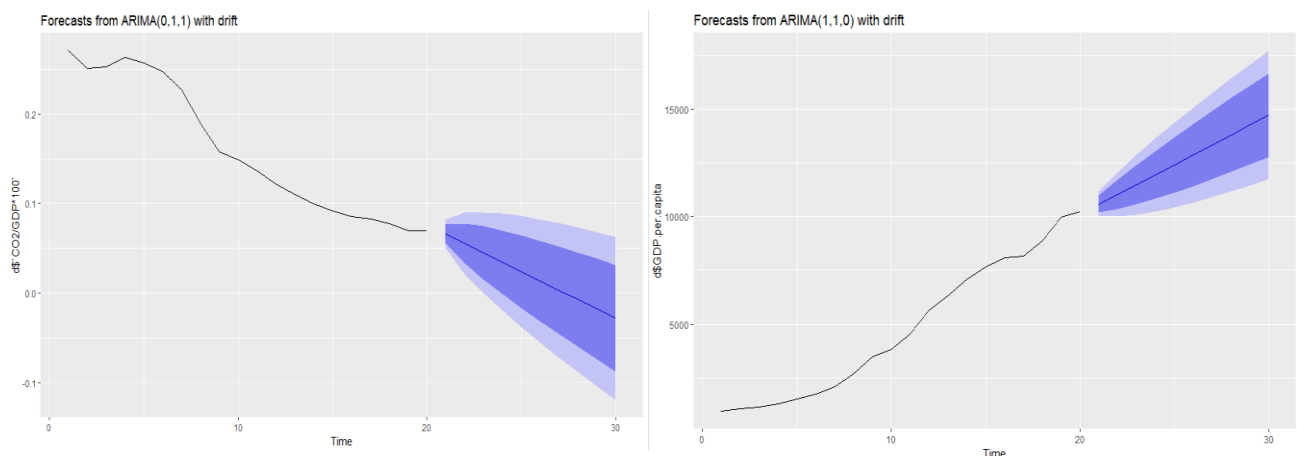 Forecasts from ARIMA(0,1,1) with drift
d$`CO2/GDP*100`
0.2
0.1
0.0
-0.1
0
10
20
30
Time
Forecasts from ARIMA(1,1,0) with drift
d$GDP.per.capita
15000
10000
5000
0
10
20
30
Time